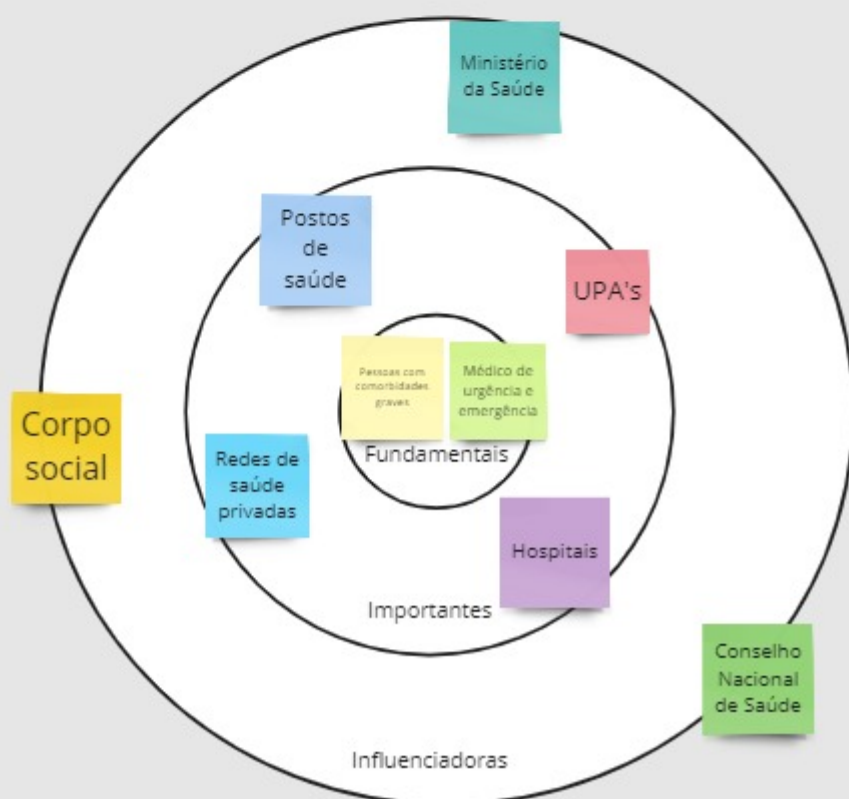 Ministério
da Saúde
Postos
de
saúde
UPA's
Pessoas com
comorbidades
graves
Médico de
urgência e
emergência
Fundamentais
Corpo
social
Redes de
saúde
privadas
Hospitais
Importantes
Conselho
Nacional
de Saúde
Influenciadoras